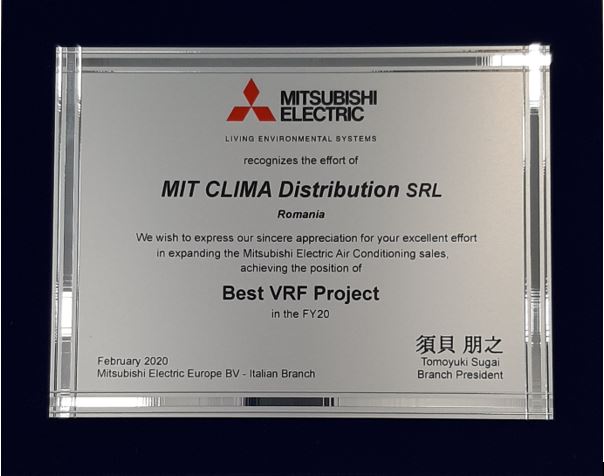 MITSUBISHI
ELECTRIC
LIVING ENVIRONMENTAL SYSTEMS
recognizes the effort of
MIT CLIMA Distribution SRL
Romania
We wish to express our sincere appreciation for your excellent effort
in expanding the Mitsubishi Electric Air Conditioning sales,
achieving the position of
Best VRF Project
in the FY20
須貝 朋之
Tomoyuki Sugai
Branch President
February 2020
Mitsubishi Electric Europe BV - Italian Branch